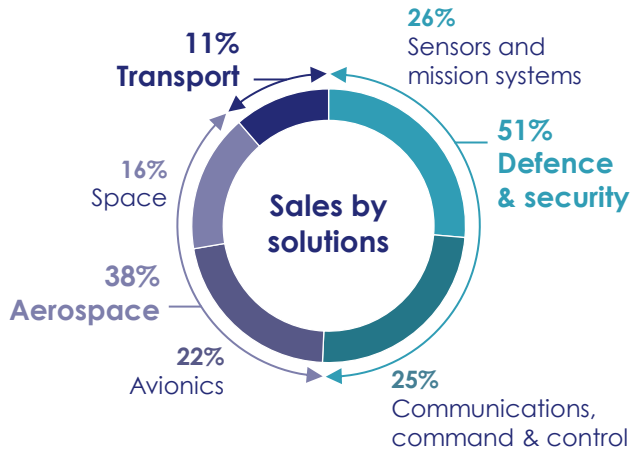 26%
Sensors and
mission systems
11%
Transport
51%
Defence
& security
16%
Space
Sales by
solutions
38%
Aerospace
22%
Avionics
25%
Communications,
command & control